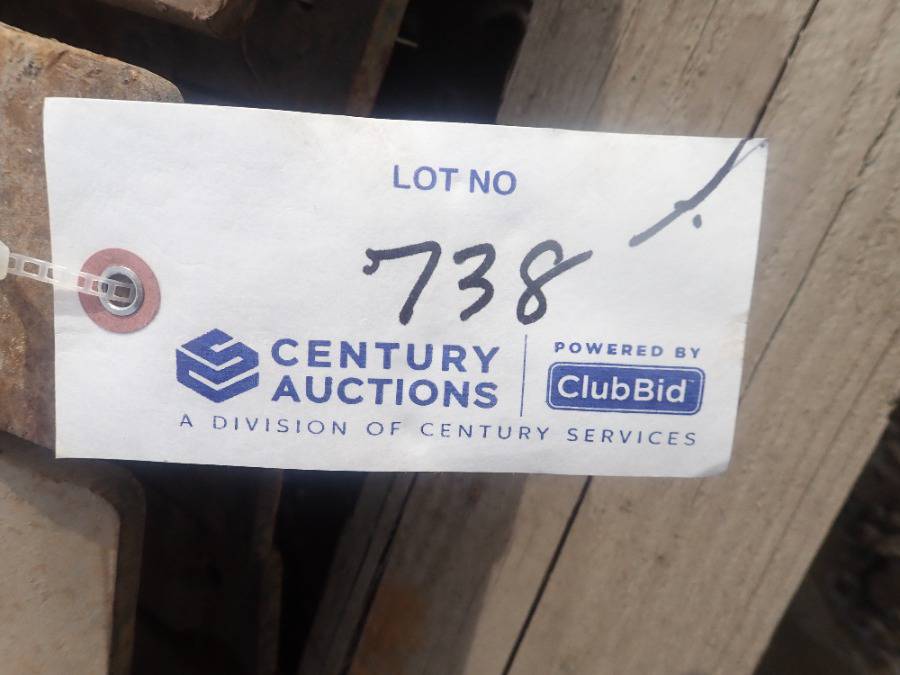 LOT NO
738
CENTURY AUCTIONS
A DIVISION OF CENTURY SERVICES
POWERED BY
ClubBid